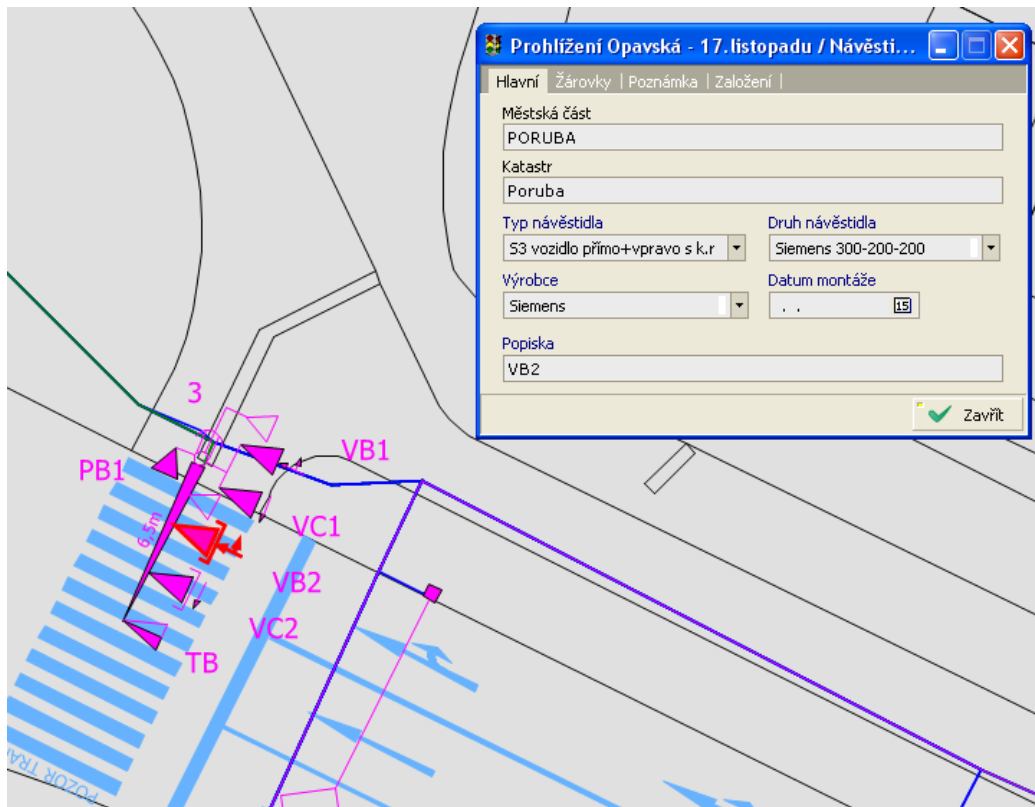 Prohlížení Opavská - 17.listopadu / Návěsti...
Hlavní Žárovky Poznámka Založení
Městská část
PORUBA
Katastr
Poruba
Typ návěstidla Druh návěstidla
S3 vozidlo přímo+vpravo s k.r Siemens 300-200-200
Výrobce Datum montáže
Siemens . . 15
Popiska
VB2
Zavřít
3
VB1
PB1
6,5m
VC1
VB2
VC2
TB
POZOR TRAM